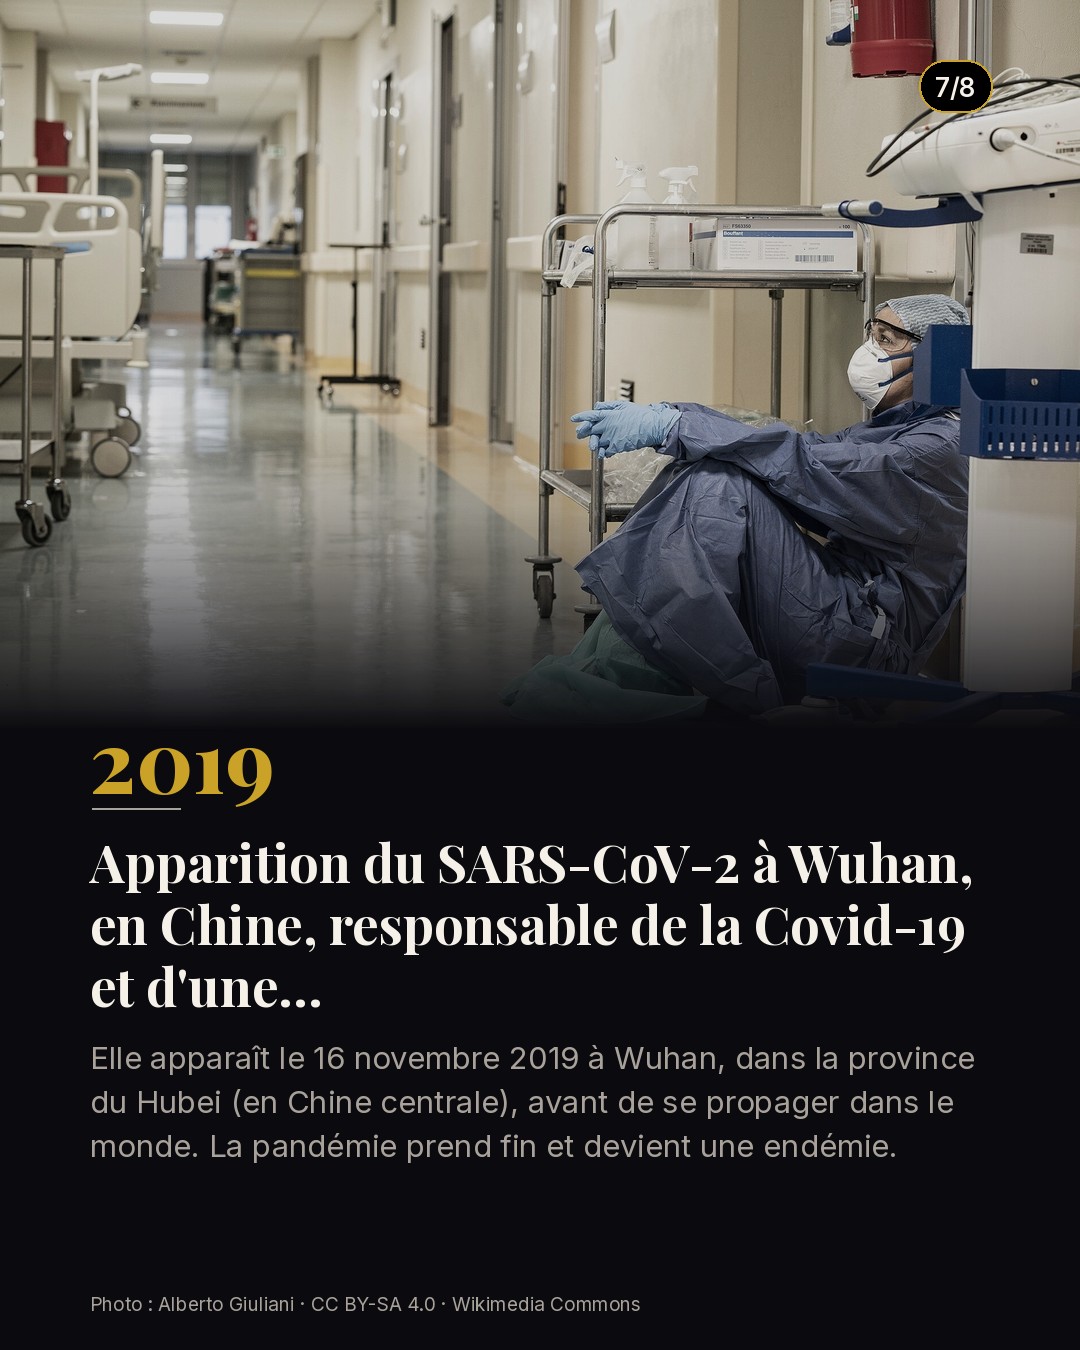 7/8
Bouffant
2019
Apparition du SARS-CoV-2 à Wuhan,
en Chine, responsable de la Covid-19
et d'une...
Elle apparaît le 16 novembre 2019 à Wuhan, dans la province
du Hubei (en Chine centrale), avant de se propager dans le
monde. La pandémie prend fin et devient une endémie.
Photo : Alberto Giuliani · CC BY-SA 4.0 · Wikimedia Commons